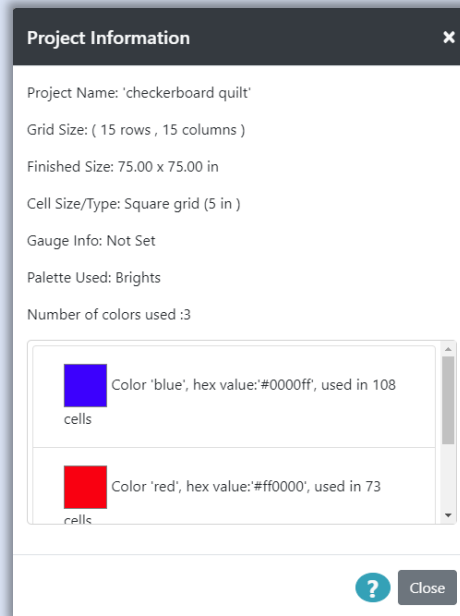 Project Information
×
Project Name: 'checkerboard quilt'
Grid Size: ( 15 rows , 15 columns )
Finished Size: 75.00 x 75.00 in
Cell Size/Type: Square grid (5 in )
Gauge Info: Not Set
Palette Used: Brights
Number of colors used :3
Color 'blue', hex value:'#0000ff', used in 108
cells
Color 'red', hex value:'#ff0000', used in 73
cells
?
Close